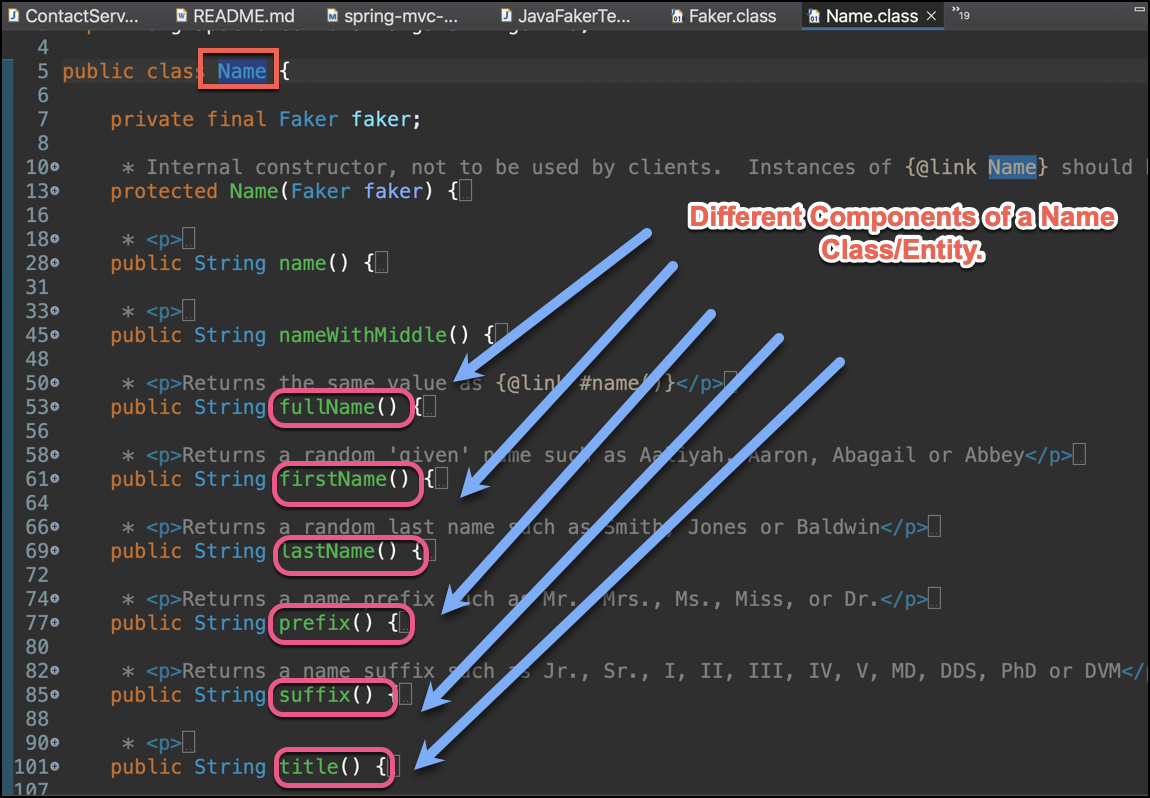 ContactServ... README.md spring-mvc-... JavaFakerTe... Faker.class Name.class 19
4
5 public class Name {
6
7 private final Faker faker;
8
10 * Internal constructor, not to be used by clients.  Instances of {@link Name} should
13 protected Name(Faker faker) {
16
Different Components of a Name
Class/Entity.
18 * <p>
28 public String name() {
31
33 * <p>
45 public String nameWithMiddle() {
48
50 * <p>Returns the same value as {@link #name()}</p>
53 public String fullName() {
56
58 * <p>Returns a random 'given' name such as Aaliyah, Aaron, Abagail or Abbey</p>
61 public String firstName() {
64
66 * <p>Returns a random last name such as Smith, Jones or Baldwin</p>
69 public String lastName() {
72
74 * <p>Returns a name prefix such as Mr., Mrs., Ms., Miss, or Dr.</p>
77 public String prefix() {
80
82 * <p>Returns a name suffix such as Jr., Sr., I, II, III, IV, V, MD, DDS, PhD or DVM</
85 public String suffix() {
88
90 * <p>
101 public String title() {
107